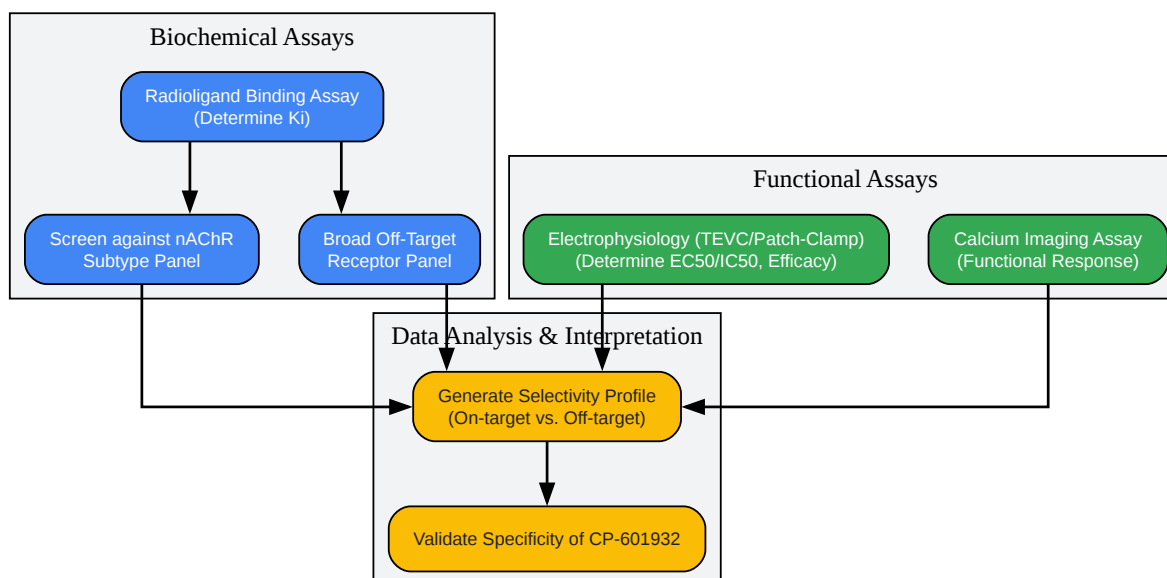 Biochemical Assays
Radioligand Binding Assay
(Determine Ki)
Screen against nAChR
Subtype Panel
Broad Off-Target
Receptor Panel
Functional Assays
Electrophysiology (TEVC/Patch-Clamp)
(Determine EC50/IC50, Efficacy)
Calcium Imaging Assay
(Functional Response)
Data Analysis & Interpretation
Generate Selectivity Profile
(On-target vs. Off-target)
Validate Specificity of CP-601932